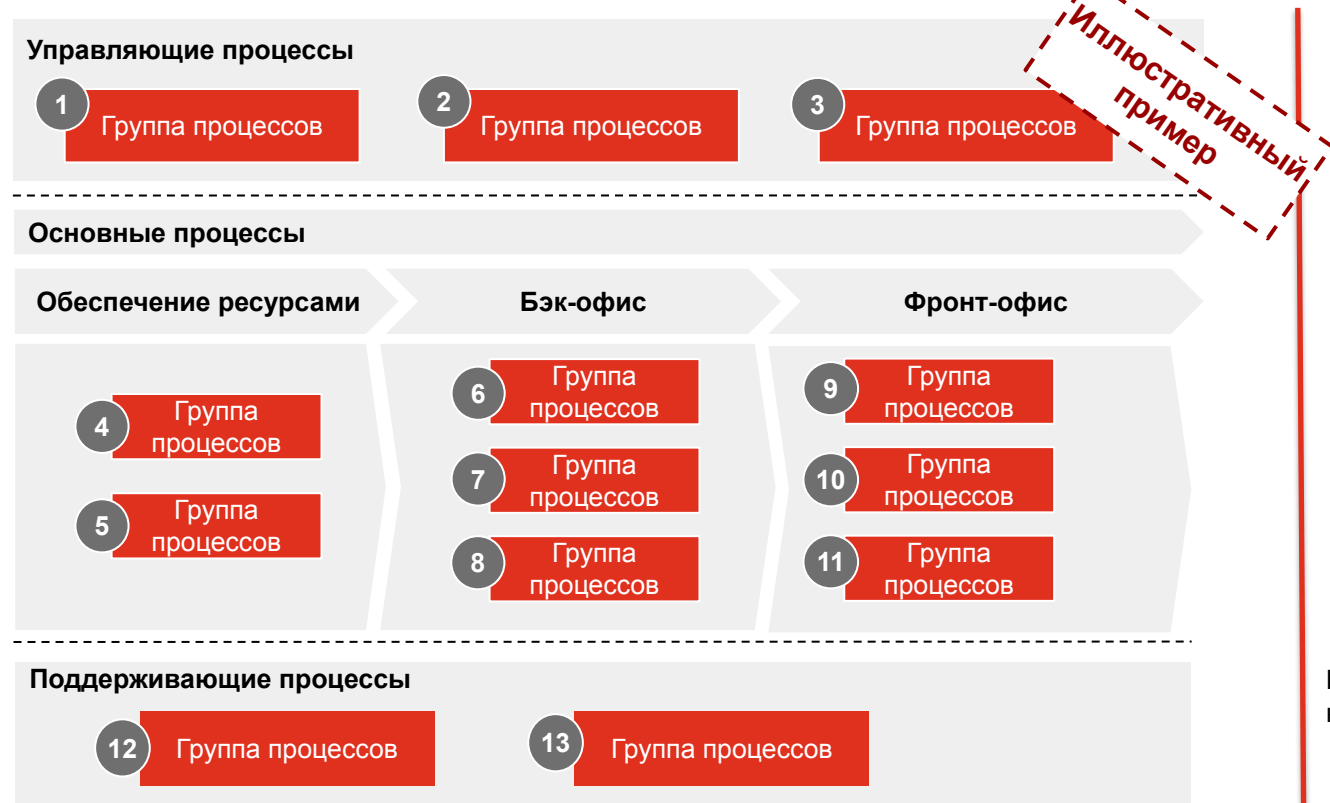 Управляющие процессы
1
Группа процессов
2
Группа процессов
3
Группа процессов
Иллюстративный
пример
Основные процессы
Обеспечение ресурсами
Бэк-офис
Фронт-офис
4
Группа
процессов
5
Группа
процессов
6
Группа
процессов
7
Группа
процессов
8
Группа
процессов
9
Группа
процессов
10
Группа
процессов
11
Группа
процессов
Поддерживающие процессы
12
Группа процессов
13
Группа процессов